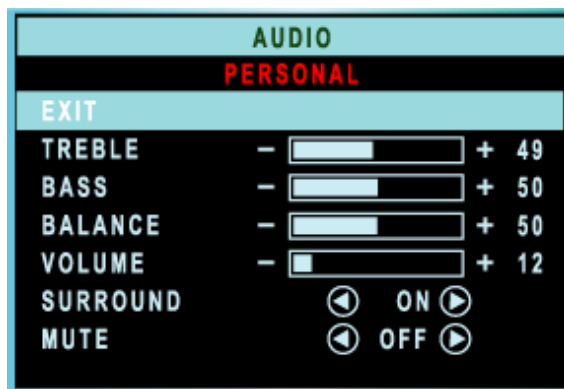 AUDIO
PERSONAL
EXIT
TREBLE - + 49
BASS - + 50
BALANCE - + 50
VOLUME - + 12
SURROUND ON
MUTE OFF